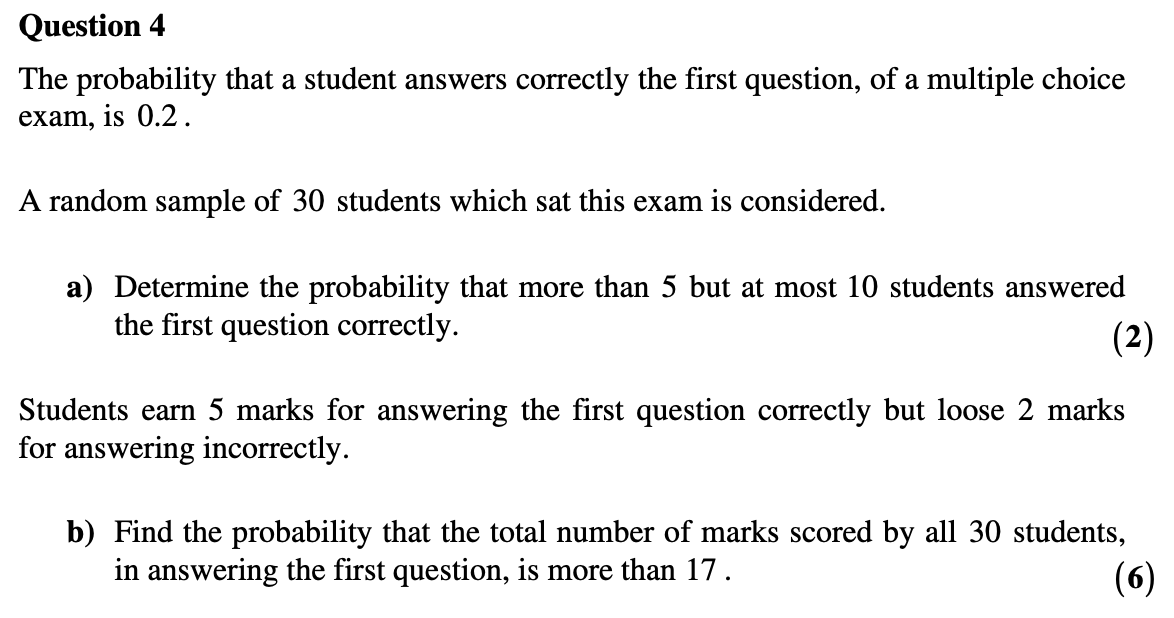 Question 4
The probability that a student answers correctly the first question, of a multiple choice
exam, is 0.2.
A random sample of 30 students which sat this exam is considered.
a) Determine the probability that more than 5 but at most 10 students answered
the first question correctly.
(2)
Students earn 5 marks for answering the first question correctly but loose 2 marks
for answering incorrectly.
b) Find the probability that the total number of marks scored by all 30 students,
in answering the first question, is more than 17.
(6)